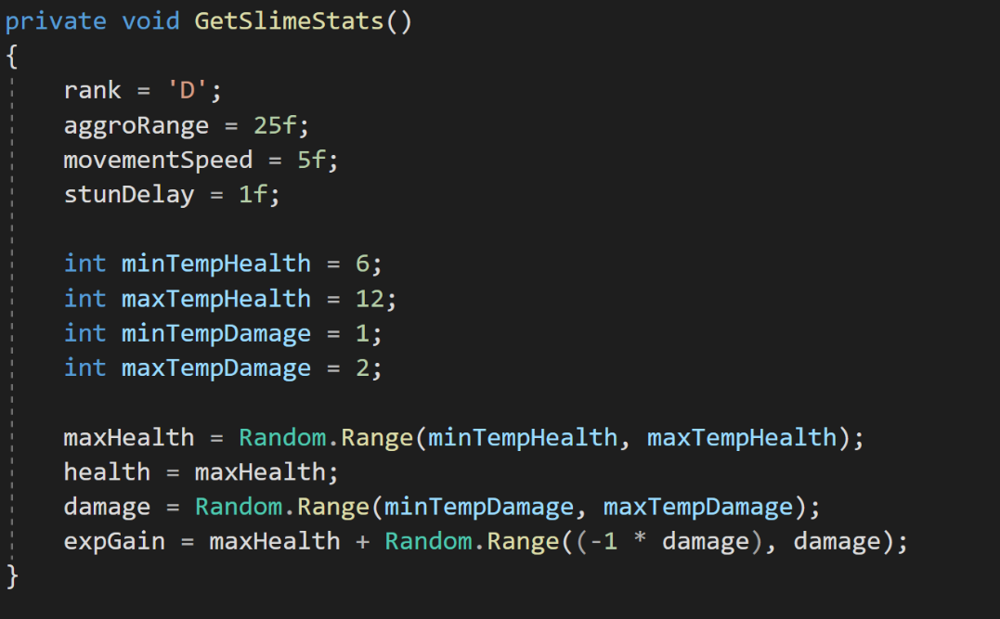 private void GetSlimeStats()
{
rank = 'D';
aggroRange = 25f;
movementSpeed = 5f;
stunDelay = 1f;
int minTempHealth = 6;
int maxTempHealth = 12;
int minTempDamage = 1;
int maxTempDamage = 2;
maxHealth = Random.Range(minTempHealth, maxTempHealth);
health = maxHealth;
damage = Random.Range(minTempDamage, maxTempDamage);
expGain = maxHealth + Random.Range((-1 * damage), damage);
}